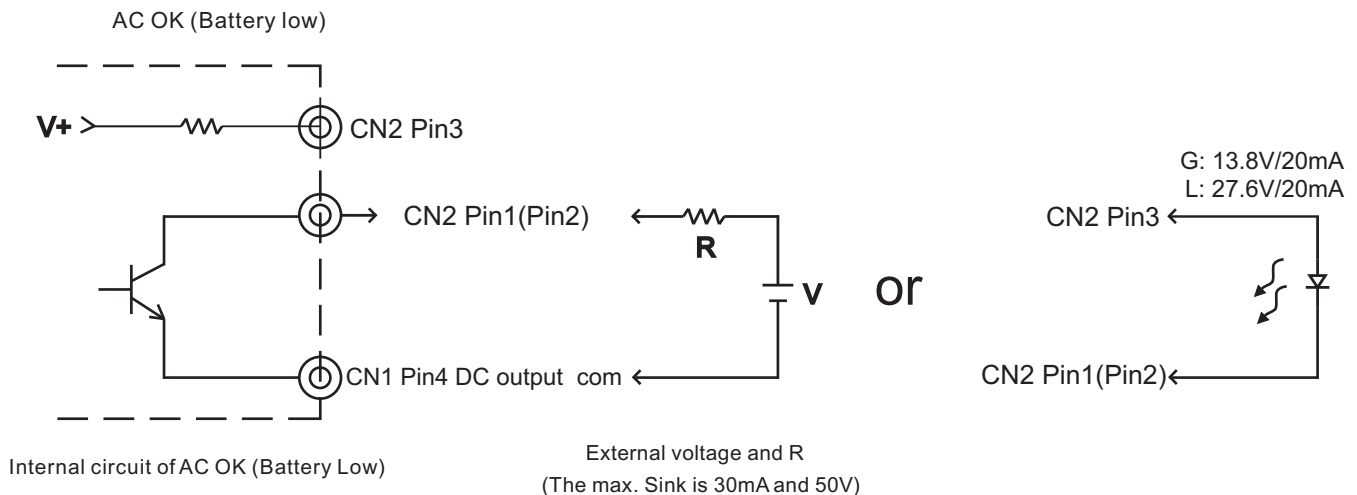 AC OK (Battery low)
V+
CN2 Pin3
CN2 Pin1(Pin2)
R
V
CN1 Pin4 DC output com
or
G: 13.8V/20mA
L: 27.6V/20mA
CN2 Pin3
CN2 Pin1(Pin2)
Internal circuit of AC OK (Battery Low)
External voltage and R
(The max. Sink is 30mA and 50V)